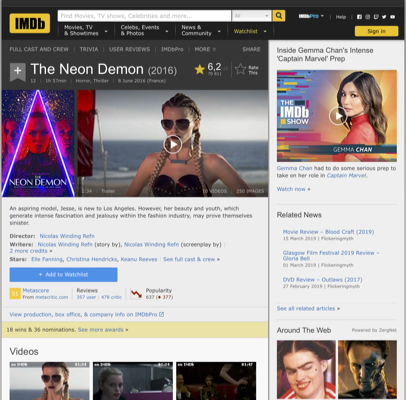 IMDb
Find Movies, TV shows, Celebrities and more...
All
IMDbPro
Help
Movies, TV & Showtimes
Celebs, Events & Photos
News & Community
Watchlist
Sign in
FULL CAST AND CREW | TRIVIA | USER REVIEWS | IMDbPro | MORE
SHARE
+ The Neon Demon (2016)
6,2
Rate This
12 | 1h 57min | Horror, Thriller | 8 June 2016 (France)
THE NEON DEMON
Trailer
10 VIDEOS | 250 IMAGES
An aspiring model, Jesse, is new to Los Angeles. However, her beauty and youth, which
generate intense fascination and jealousy within the fashion industry, may prove themselves
sinister.
Director: Nicolas Winding Refn
Writers: Nicolas Winding Refn (story by), Nicolas Winding Refn (screenplay by) |
2 more credits »
Stars: Elle Fanning, Christina Hendricks, Keanu Reeves | See full cast & crew »
+ Add to Watchlist
51
Metascore
From metacritic.com
Reviews
357 user | 478 critic
Popularity
637 (377)
View production, box office, & company info on IMDbPro
18 wins & 36 nominations. See more awards »
Videos
Inside Gemma Chan's Intense
'Captain Marvel' Prep
THE IMDb SHOW
GEMMA CHAN
Gemma Chan had to do some serious prep
to take on her role in Captain Marvel.
Watch now »
Related News
Movie Review – Blood Craft (2019)
15 March 2019 | Flickeringmyth
Glasgow Film Festival 2019 Review –
Gloria Bell
01 March 2019 | Flickeringmyth
DVD Review – Outlaws (2017)
27 February 2019 | Flickeringmyth
See all related articles »
Around The Web
Powered by ZergNet